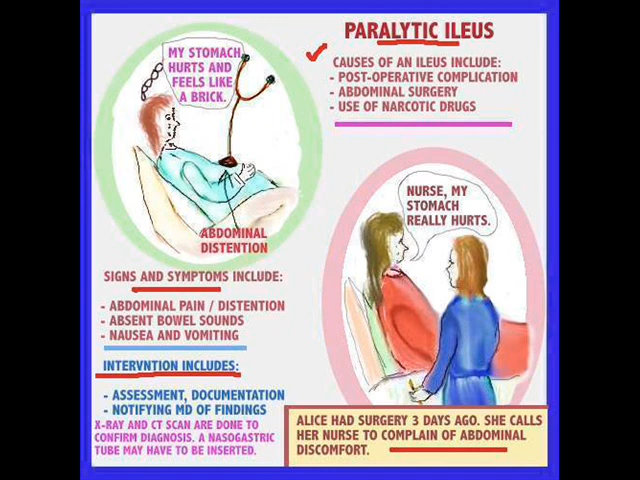 PARALYTIC ILEUS
CAUSES OF AN ILEUS INCLUDE:
- POST-OPERATIVE COMPLICATION
- ABDOMINAL SURGERY
- USE OF NARCOTIC DRUGS
MY STOMACH
HURTS AND
FEELS LIKE
A BRICK.
ABDOMINAL
DISTENTION
NURSE, MY
STOMACH
REALLY HURTS.
SIGNS AND SYMPTOMS INCLUDE:
- ABDOMINAL PAIN / DISTENTION
- ABSENT BOWEL SOUNDS
- NAUSEA AND VOMITING
INTERVNTION INCLUDES:
- ASSESSMENT, DOCUMENTATION
- NOTIFYING MD OF FINDINGS
X-RAY AND CT SCAN ARE DONE TO
CONFIRM DIAGNOSIS. A NASOGASTRIC
TUBE MAY HAVE TO BE INSERTED.
ALICE HAD SURGERY 3 DAYS AGO. SHE CALLS
HER NURSE TO COMPLAIN OF ABDOMINAL
DISCOMFORT.